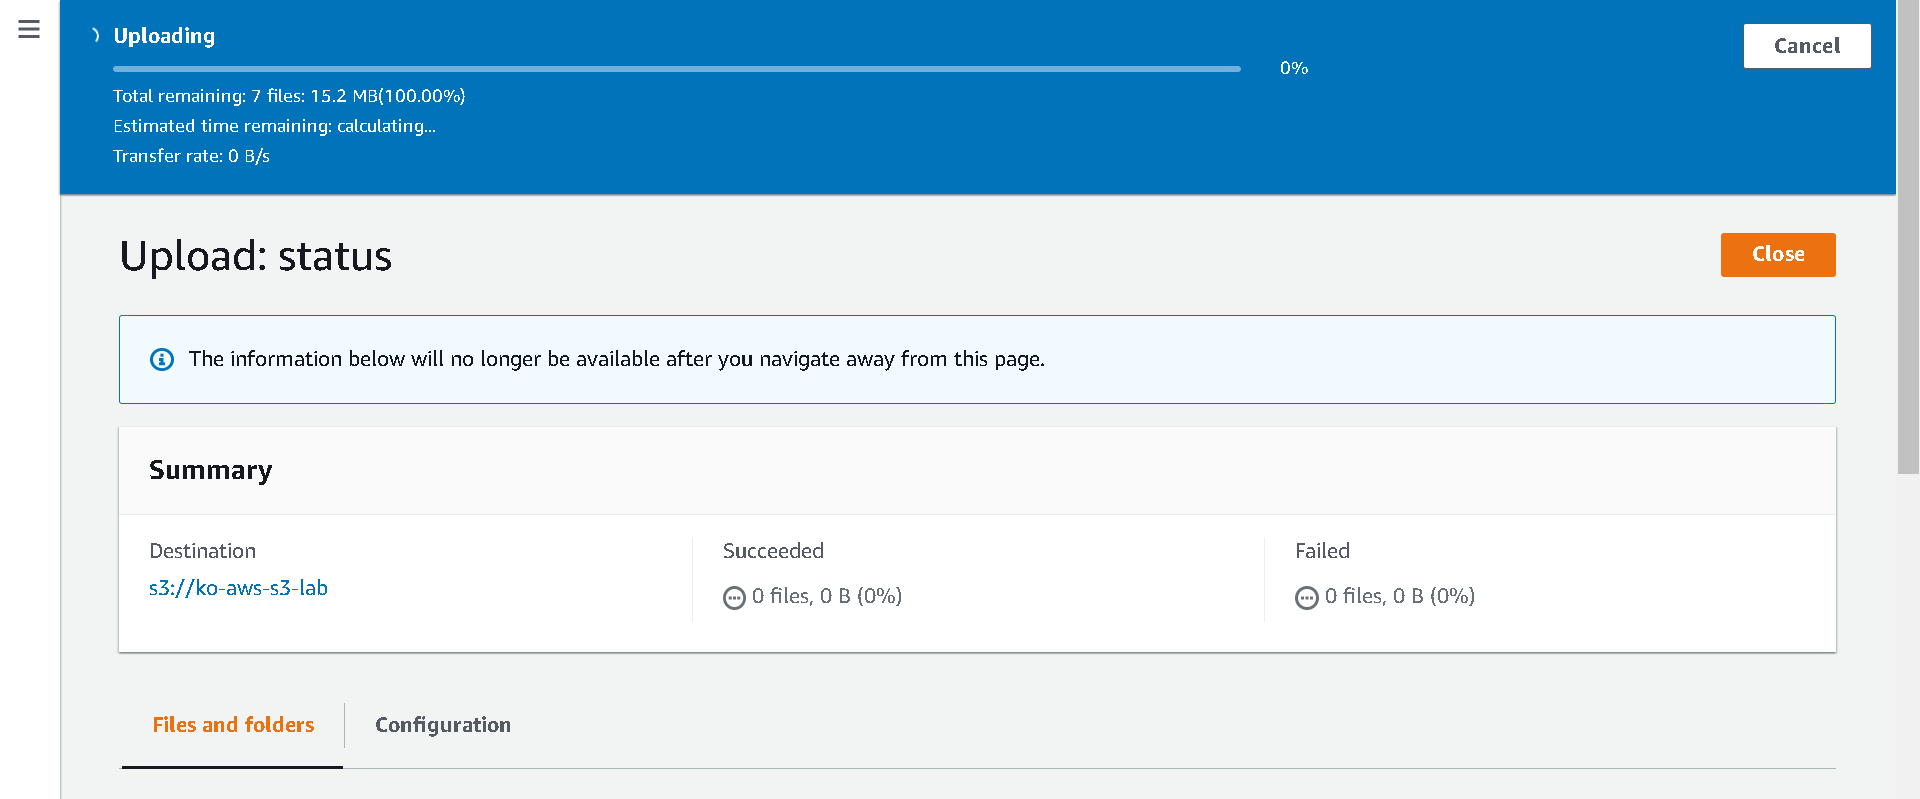 Uploading
Cancel
0%
Total remaining: 7 files: 15.2 MB(100.00%)
Estimated time remaining: calculating...
Transfer rate: 0 B/s
Upload: status
Close
The information below will no longer be available after you navigate away from this page.
Summary
Destination
s3://ko-aws-s3-lab
Succeeded
0 files, 0 B (0%)
Failed
0 files, 0 B (0%)
Files and folders
Configuration